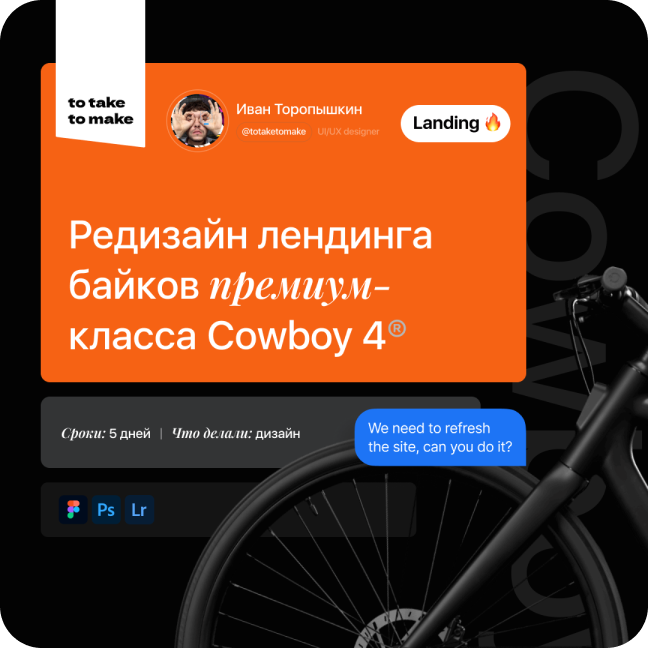 to take
to make
Иван Торопышкин
@totaketomake UI/UX designer
Landing 🔥
Редизайн лендинга
байков премиум-
класса Cowboy 4®
Сроки: 5 дней | Что делали: дизайн
We need to refresh
the site, can you do it?
Ps Lr
Cowboy